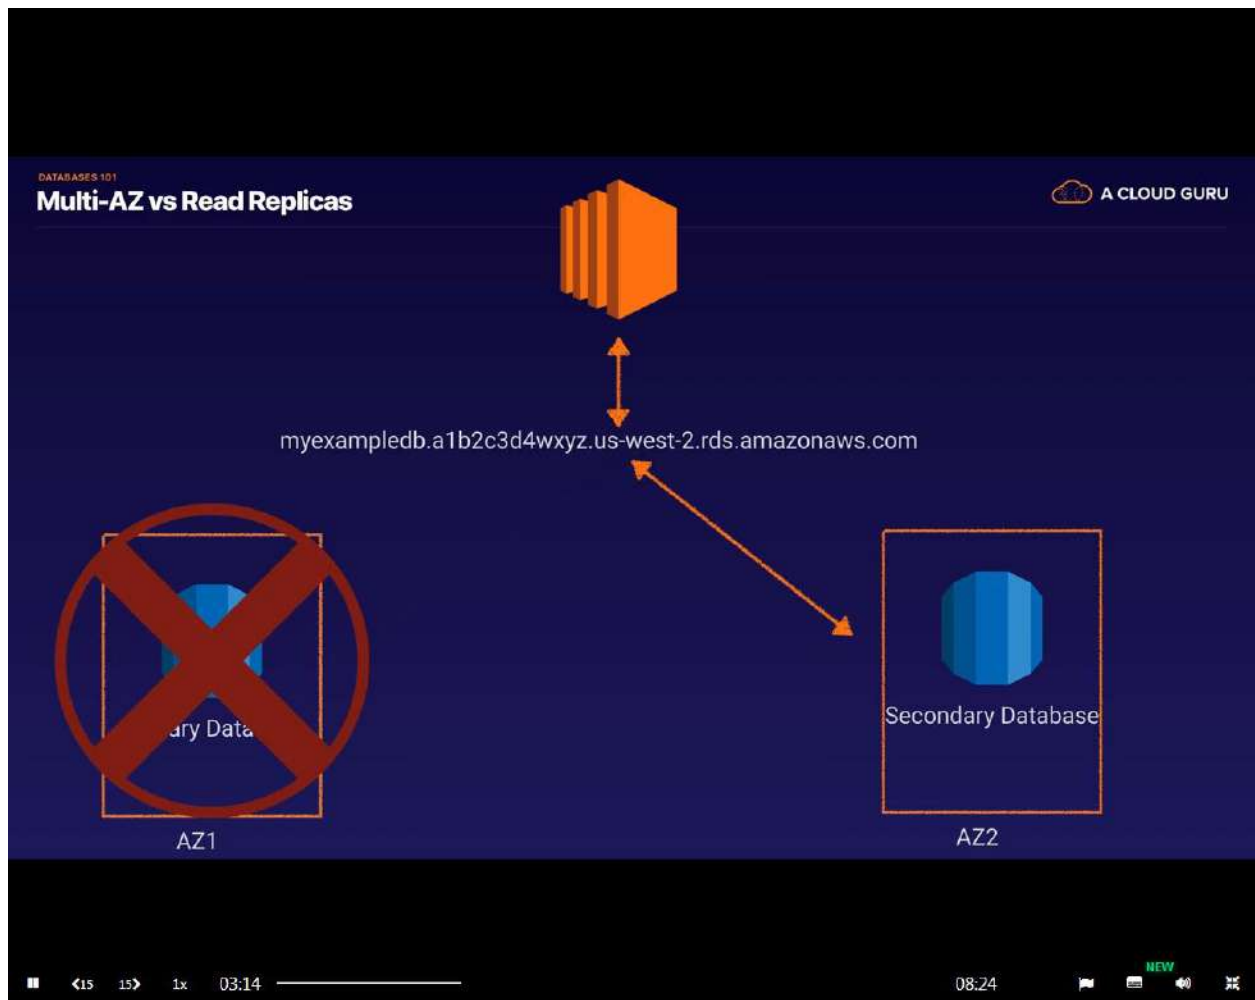 DATABASES 101
Multi-AZ vs Read Replicas
A CLOUD GURU
myexampledb.a1b2c3d4wxyz.us-west-2.rds.amazonaws.com
ary Data
Secondary Database
AZ1
AZ2
NEW
15
15
1x
03:14
08:24